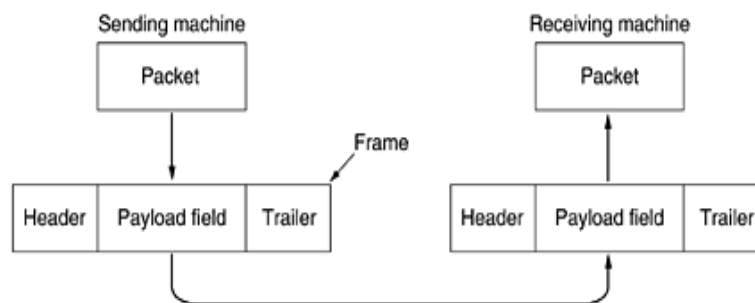 Sending machine
Receiving machine
Packet
Packet
Frame
Header
Payload field
Trailer
Header
Payload field
Trailer